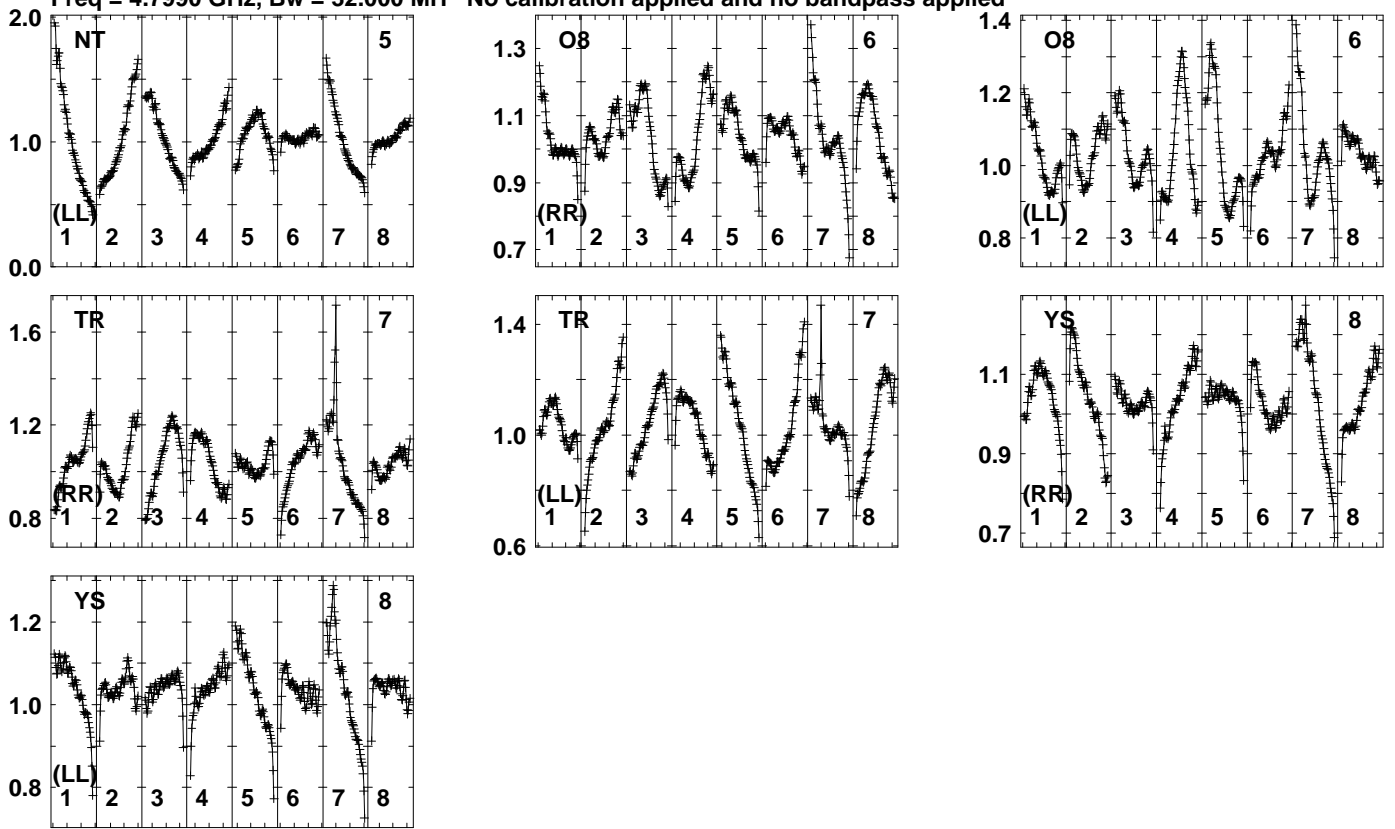 Freq = 4.7990 GHz, Bw = 32.000 MH No calibration applied and no bandpass applied
2.0
1.0
0.0
NT 5
(LL)
1 2 3 4 5 6 7 8
1.3
1.1
0.9
0.7
O8 6
(RR)
1 2 3 4 5 6 7 8
1.4
1.2
1.0
0.8
O8 6
(LL)
1 2 3 4 5 6 7 8
1.6
1.2
0.8
TR 7
(RR)
1 2 3 4 5 6 7 8
1.4
1.0
0.6
TR 7
(LL)
1 2 3 4 5 6 7 8
1.1
0.9
0.7
YS 8
(RR)
1 2 3 4 5 6 7 8
1.2
1.0
0.8
YS 8
(LL)
1 2 3 4 5 6 7 8